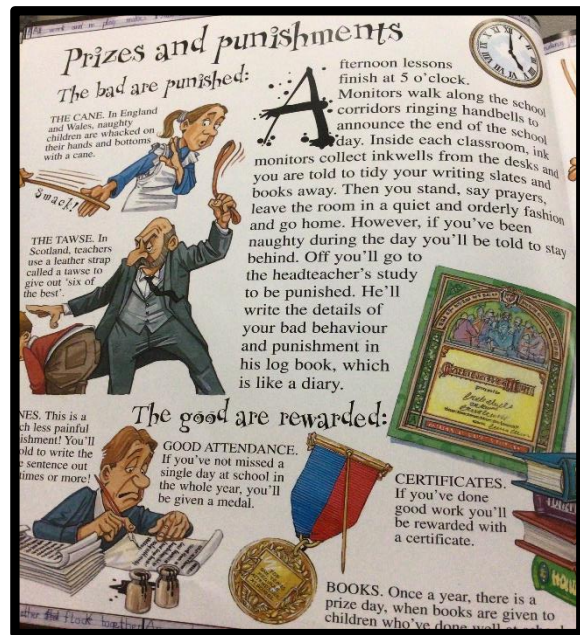 Prizes and punishments
The bad are punished:
THE CANE. In England
and Wales, naughty
children are whacked on
their hands and bottoms
with a cane.
Smack!
THE TAWSE. In
Scotland, teachers
use a leather strap
called a tawse to
give out 'six of
the best'.
Afternoon lessons
finish at 5 o'clock.
Monitors walk along the school
corridors ringing handbells to
announce the end of the school
day. Inside each classroom, ink
monitors collect inkwells from the desks and
you are told to tidy your writing slates and
books away. Then you stand, say prayers,
leave the room in a quiet and orderly fashion
and go home. However, if you've been
naughty during the day you'll be told to stay
behind. Off you'll go to
the headteacher's study
to be punished. He'll
write the details of
your bad behaviour
and punishment in
his log book, which
is like a diary.
NES. This is a
ch less painful
ishment! You'll
old to write the
e sentence out
times or more!
The good are rewarded:
GOOD ATTENDANCE.
If you've not missed a
single day at school in
the whole year, you'll
be given a medal.
CERTIFICATES.
If you've done
good work you'll
be rewarded with
a certificate.
BOOKS. Once a year, there is a
prize day, when books are given to
children who've done well at school